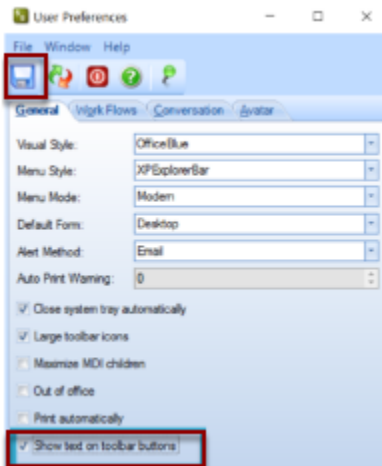 User Preferences
File Window Help
General Work Flows Conversation Avatar
Visual Style: Office Blue
Menu Style: XPExplorerBar
Menu Mode: Modern
Default Form: Desktop
Alert Method: Email
Auto Print Warning: 0
Close system tray automatically
Large toolbar icons
Maximize MDI children
Out of office
Print automatically
Show text on toolbar buttons